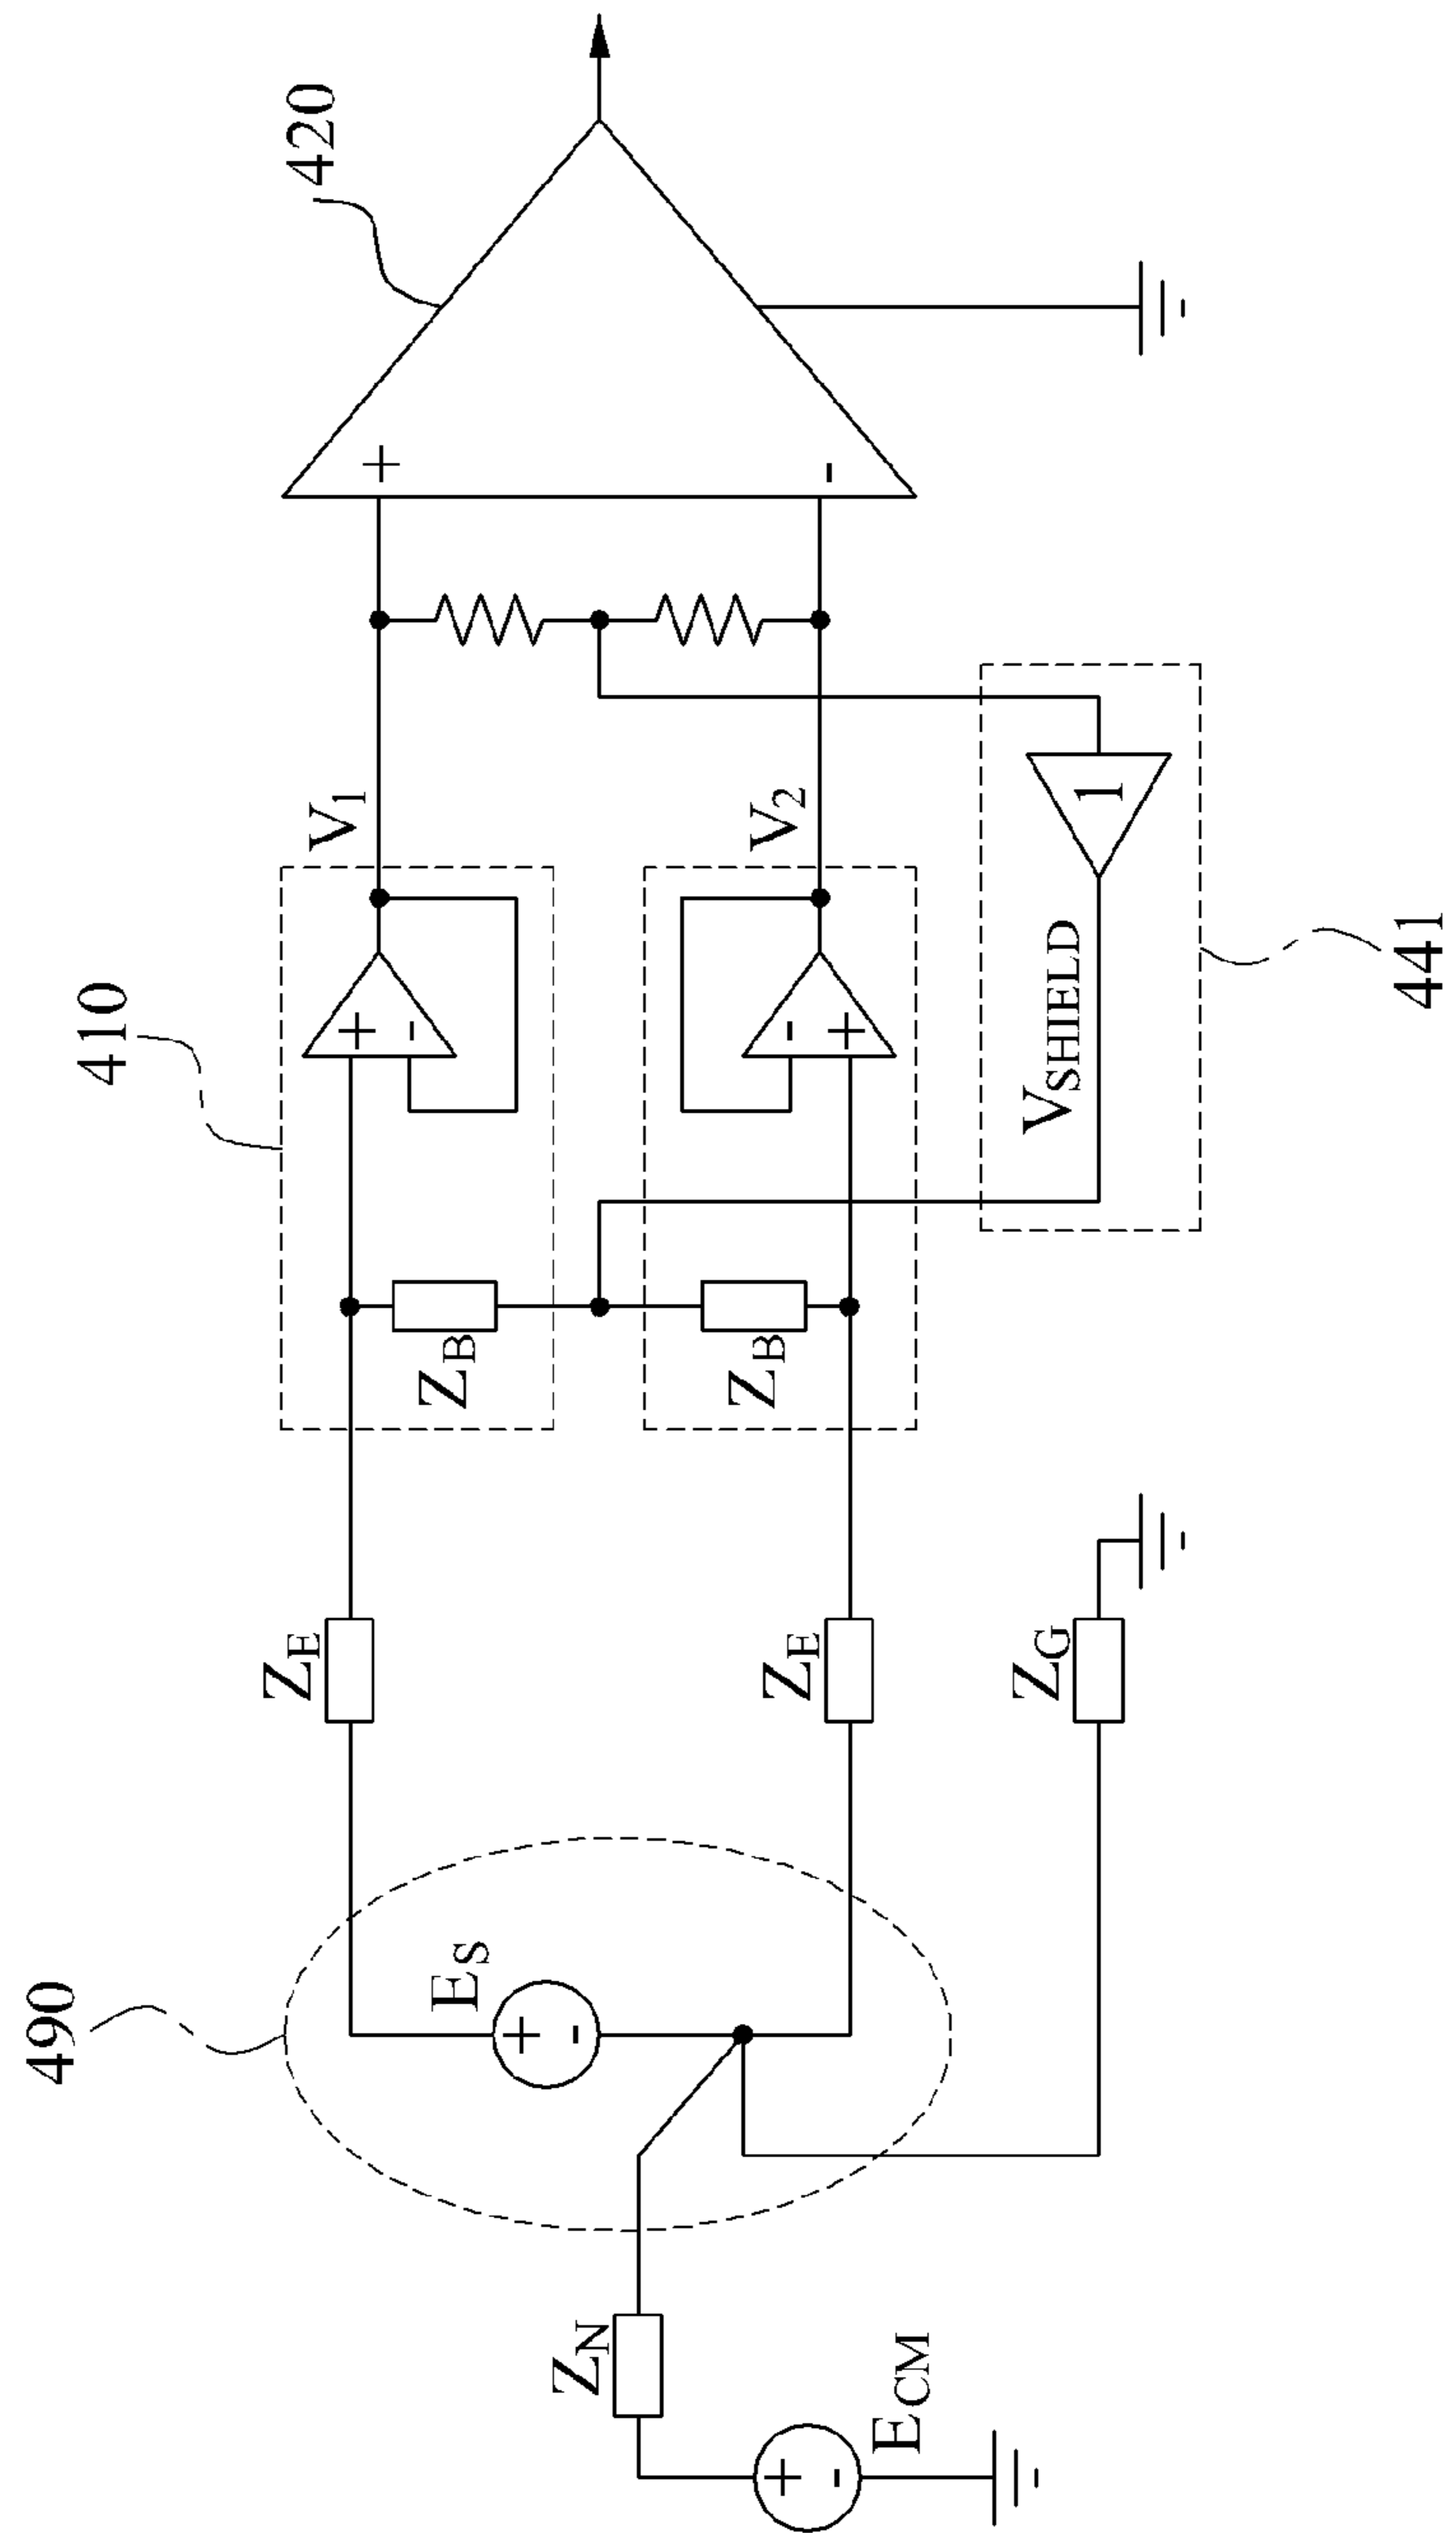 420
+
-
V1
V2
1
410
+
-
-
+
VSHIELD
441
ZB
ZB
ZE
ZE
ZG
490
ES
+
-
ZN
ECM
+
-